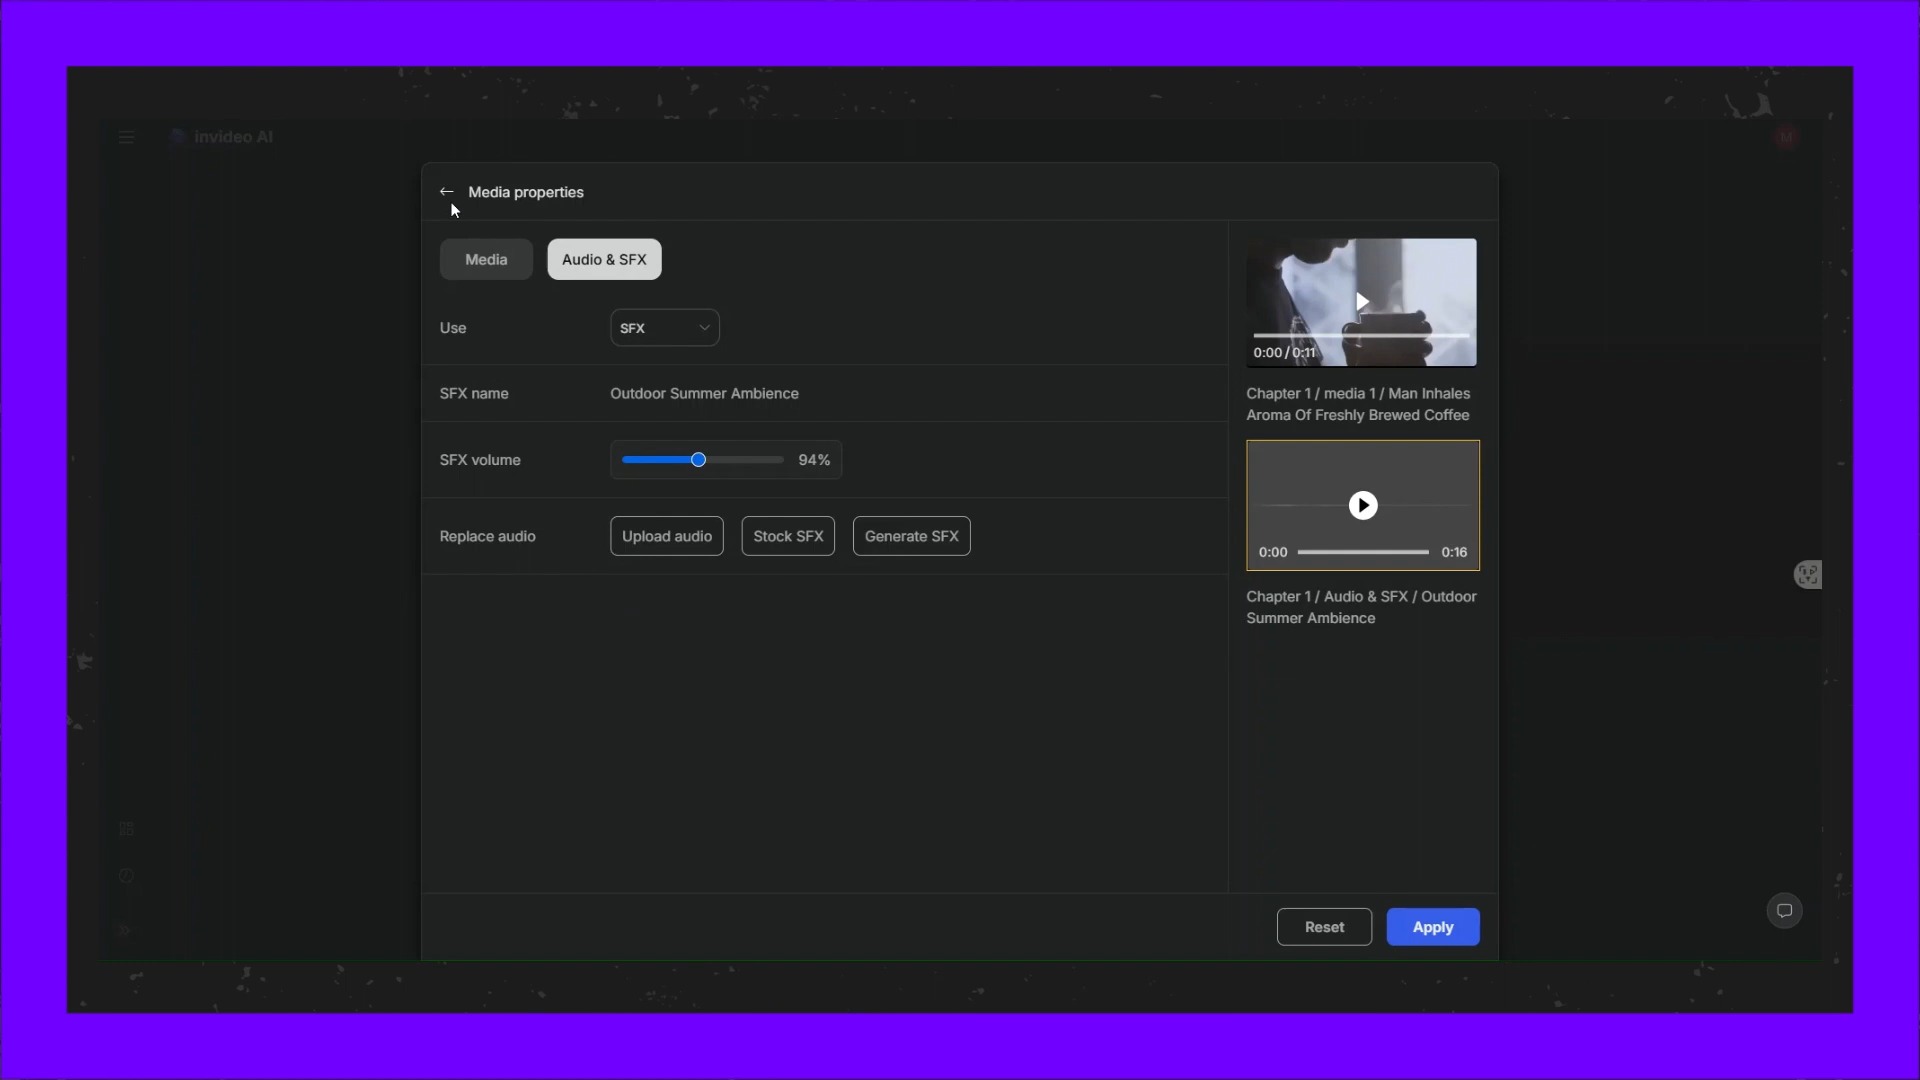 invideo AI
M
Media properties
Media
Audio & SFX
Use
SFX
SFX name
Outdoor Summer Ambience
SFX volume
94%
Replace audio
Upload audio
Stock SFX
Generate SFX
0:00 / 0:11
Chapter 1 / media 1 / Man Inhales
Aroma Of Freshly Brewed Coffee
0:00
0:16
Chapter 1 / Audio & SFX / Outdoor
Summer Ambience
Reset
Apply